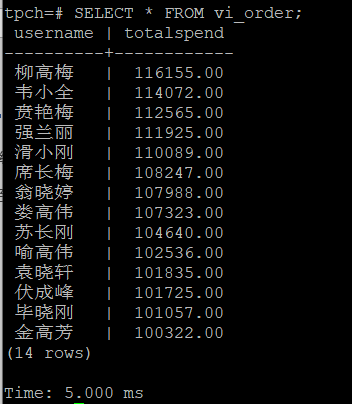 tpch=# SELECT * FROM vi_order;
username | totalspend
----------+------------
柳高梅 | 116155.00
韦小全 | 114072.00
贲艳梅 | 112565.00
强兰丽 | 111925.00
滑小刚 | 110089.00
席长梅 | 108247.00
翁晓婷 | 107988.00
娄高伟 | 107323.00
苏长刚 | 104640.00
喻高伟 | 102536.00
袁晓轩 | 101835.00
伏成峰 | 101725.00
毕晓刚 | 101057.00
金高芳 | 100322.00
(14 rows)
Time: 5.000 ms